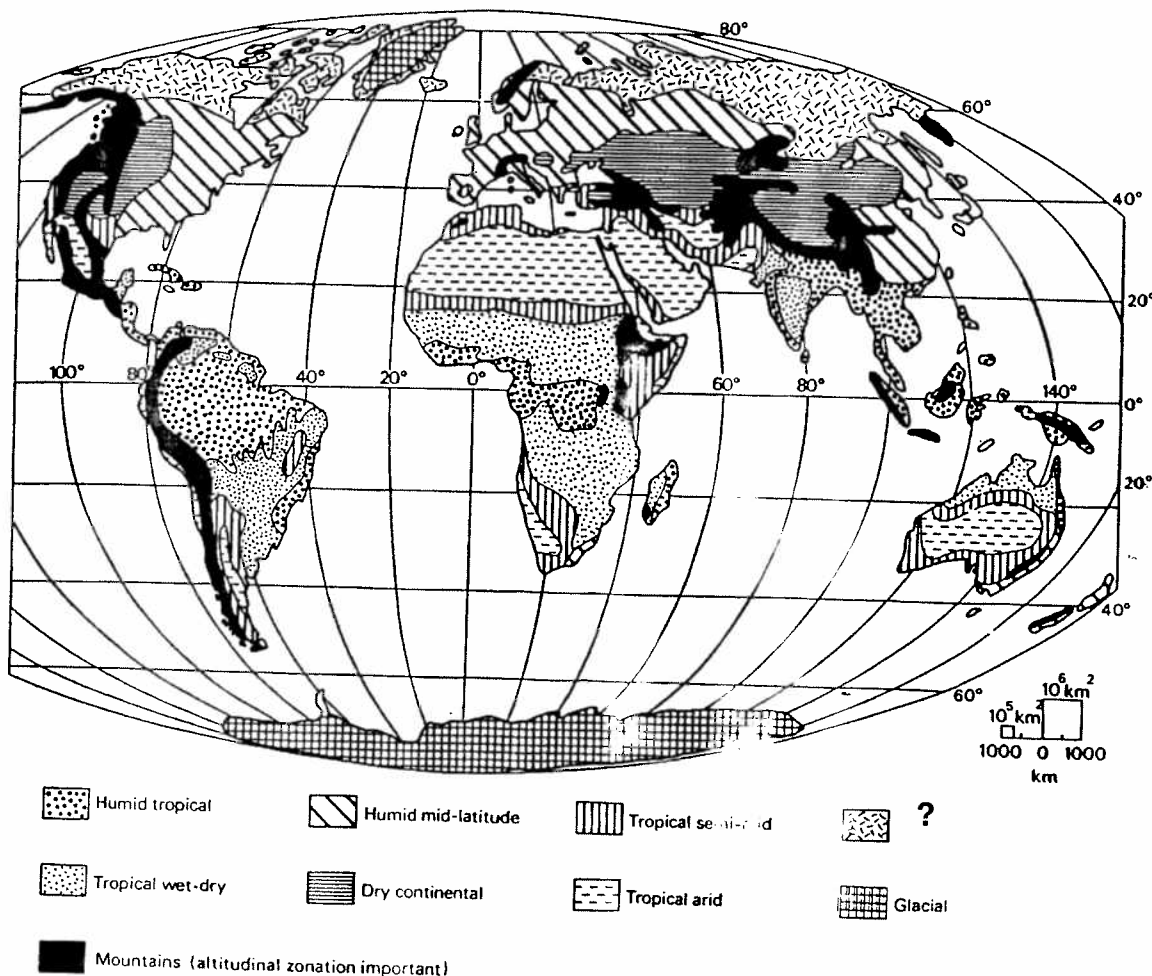 80°
60°
40°
20°
100° 80° 40° 20° 0° 60° 80° 140° 0°
20°
40°
60°
10⁶ km²
10⁵ km²
1000 0 1000
km
Humid tropical
Humid mid-latitude
Tropical
?
Tropical wet-dry
Dry continental
Tropical arid
Glacial
Mountains (altitudinal zonation important)